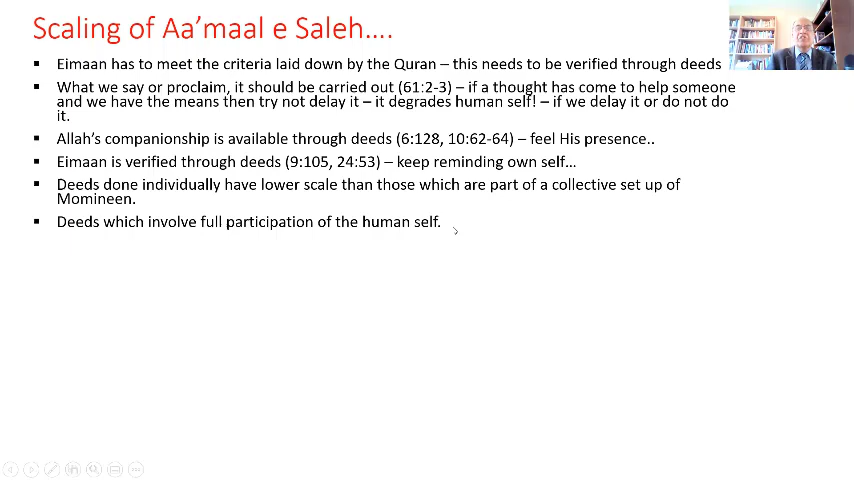 Scaling of Aa’maal e Saleh….
▪ Eimaan has to meet the criteria laid down by the Quran – this needs to be verified through deeds
▪ What we say or proclaim, it should be carried out (61:2-3) – if a thought has come to help someone
and we have the means then try not delay it – it degrades human self! – if we delay it or do not do
it.
▪ Allah’s companionship is available through deeds (6:128, 10:62-64) – feel His presence..
▪ Eimaan is verified through deeds (9:105, 24:53) – keep reminding own self…
▪ Deeds done individually have lower scale than those which are part of a collective set up of
Momineen.
▪ Deeds which involve full participation of the human self.